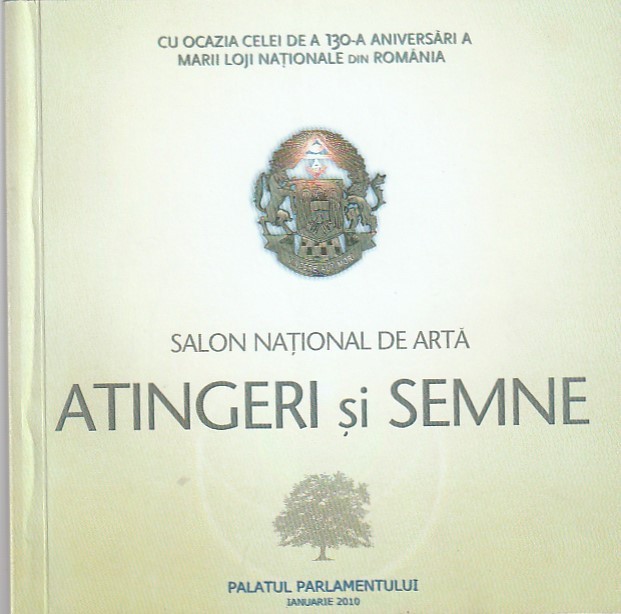 CU OCAZIA CELEI DE A 130-A ANIVERSĂRI A
MARII LOJI NAȚIONALE DIN ROMÂNIA
SALON NAȚIONAL DE ARTĂ
ATINGERI și SEMNE
PALATUL PARLAMENTULUI
IANUARIE 2010